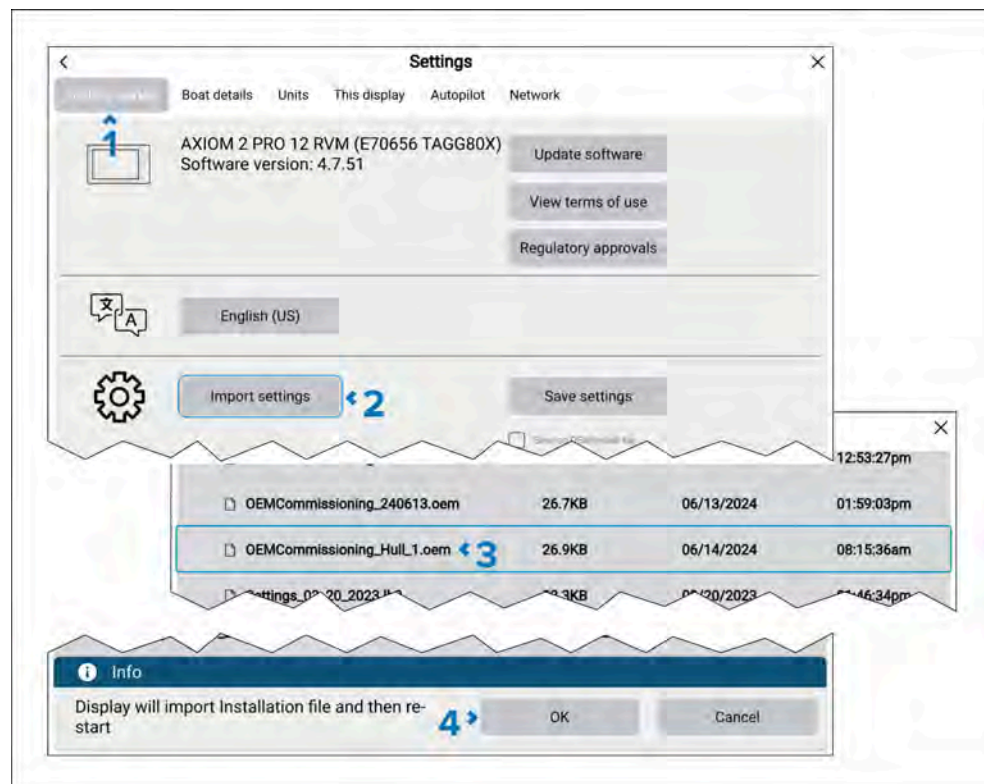 Settings
Boat details Units This display Autopilot Network
1
AXIOM 2 PRO 12 RVM (E70656 TAGG80X)
Software version: 4.7.51
Update software
View terms of use
Regulatory approvals
文 A
English (US)
Import settings
2
Save settings
12:53:27pm
OEMCommissioning_240613.oem 26.7KB 06/13/2024 01:59:03pm
OEMCommissioning_Hull_1.oem 3 26.9KB 06/14/2024 08:15:36am
i Info
Display will import Installation file and then re-
start
4
OK
Cancel